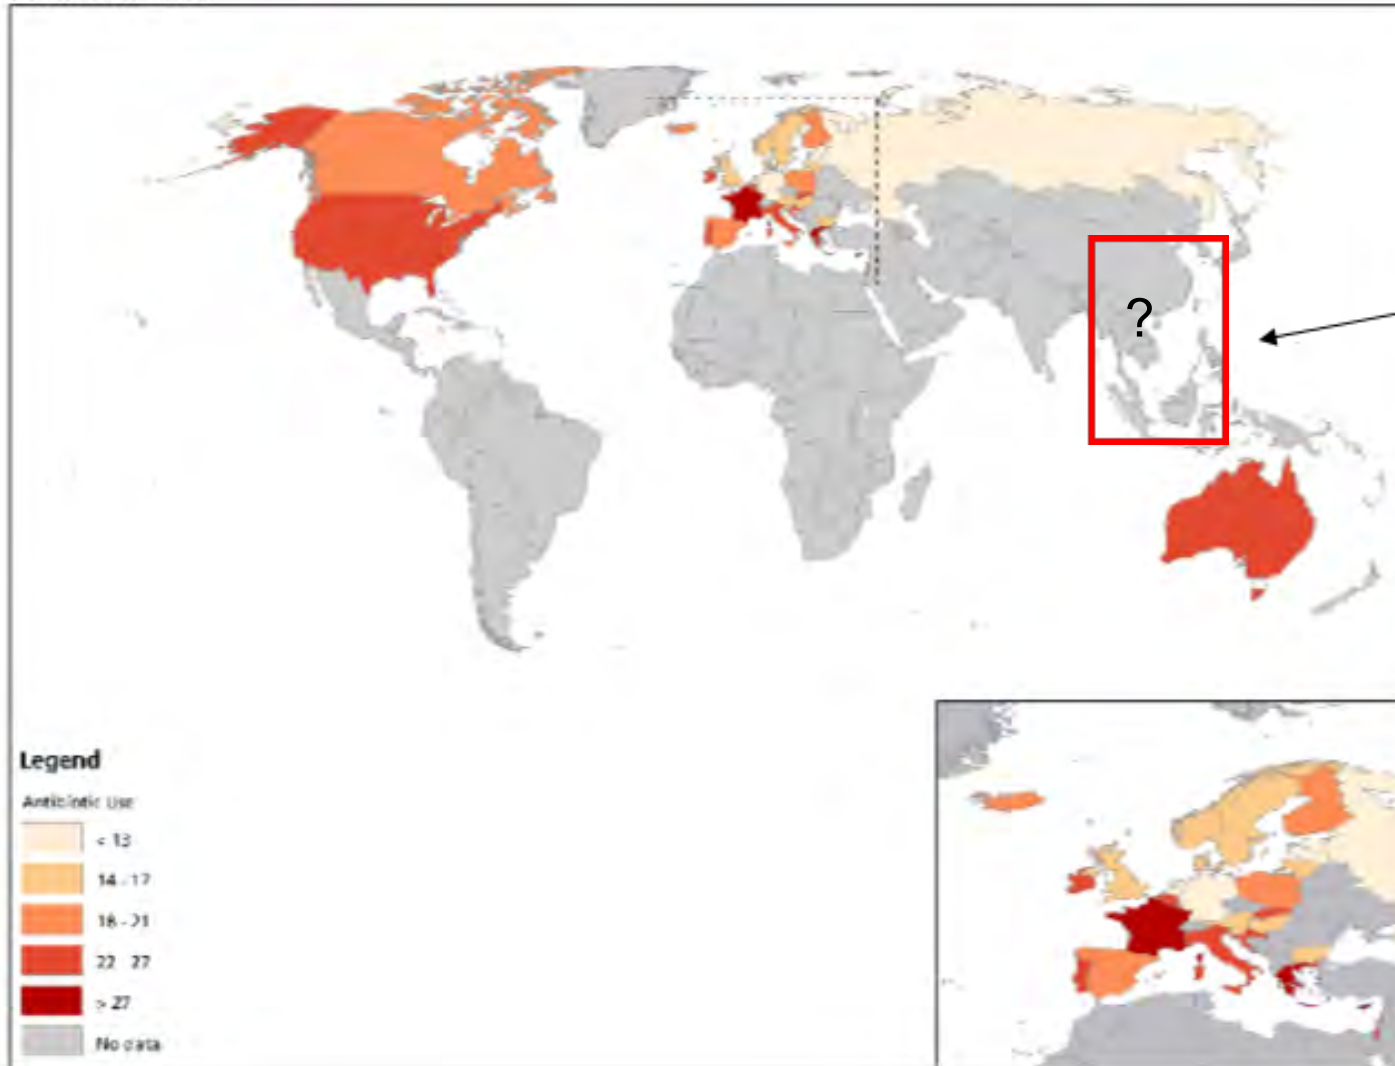 ?
Legend
Antibiotic Use
< 13
14 - 17
18 - 21
22 - 27
> 27
No data